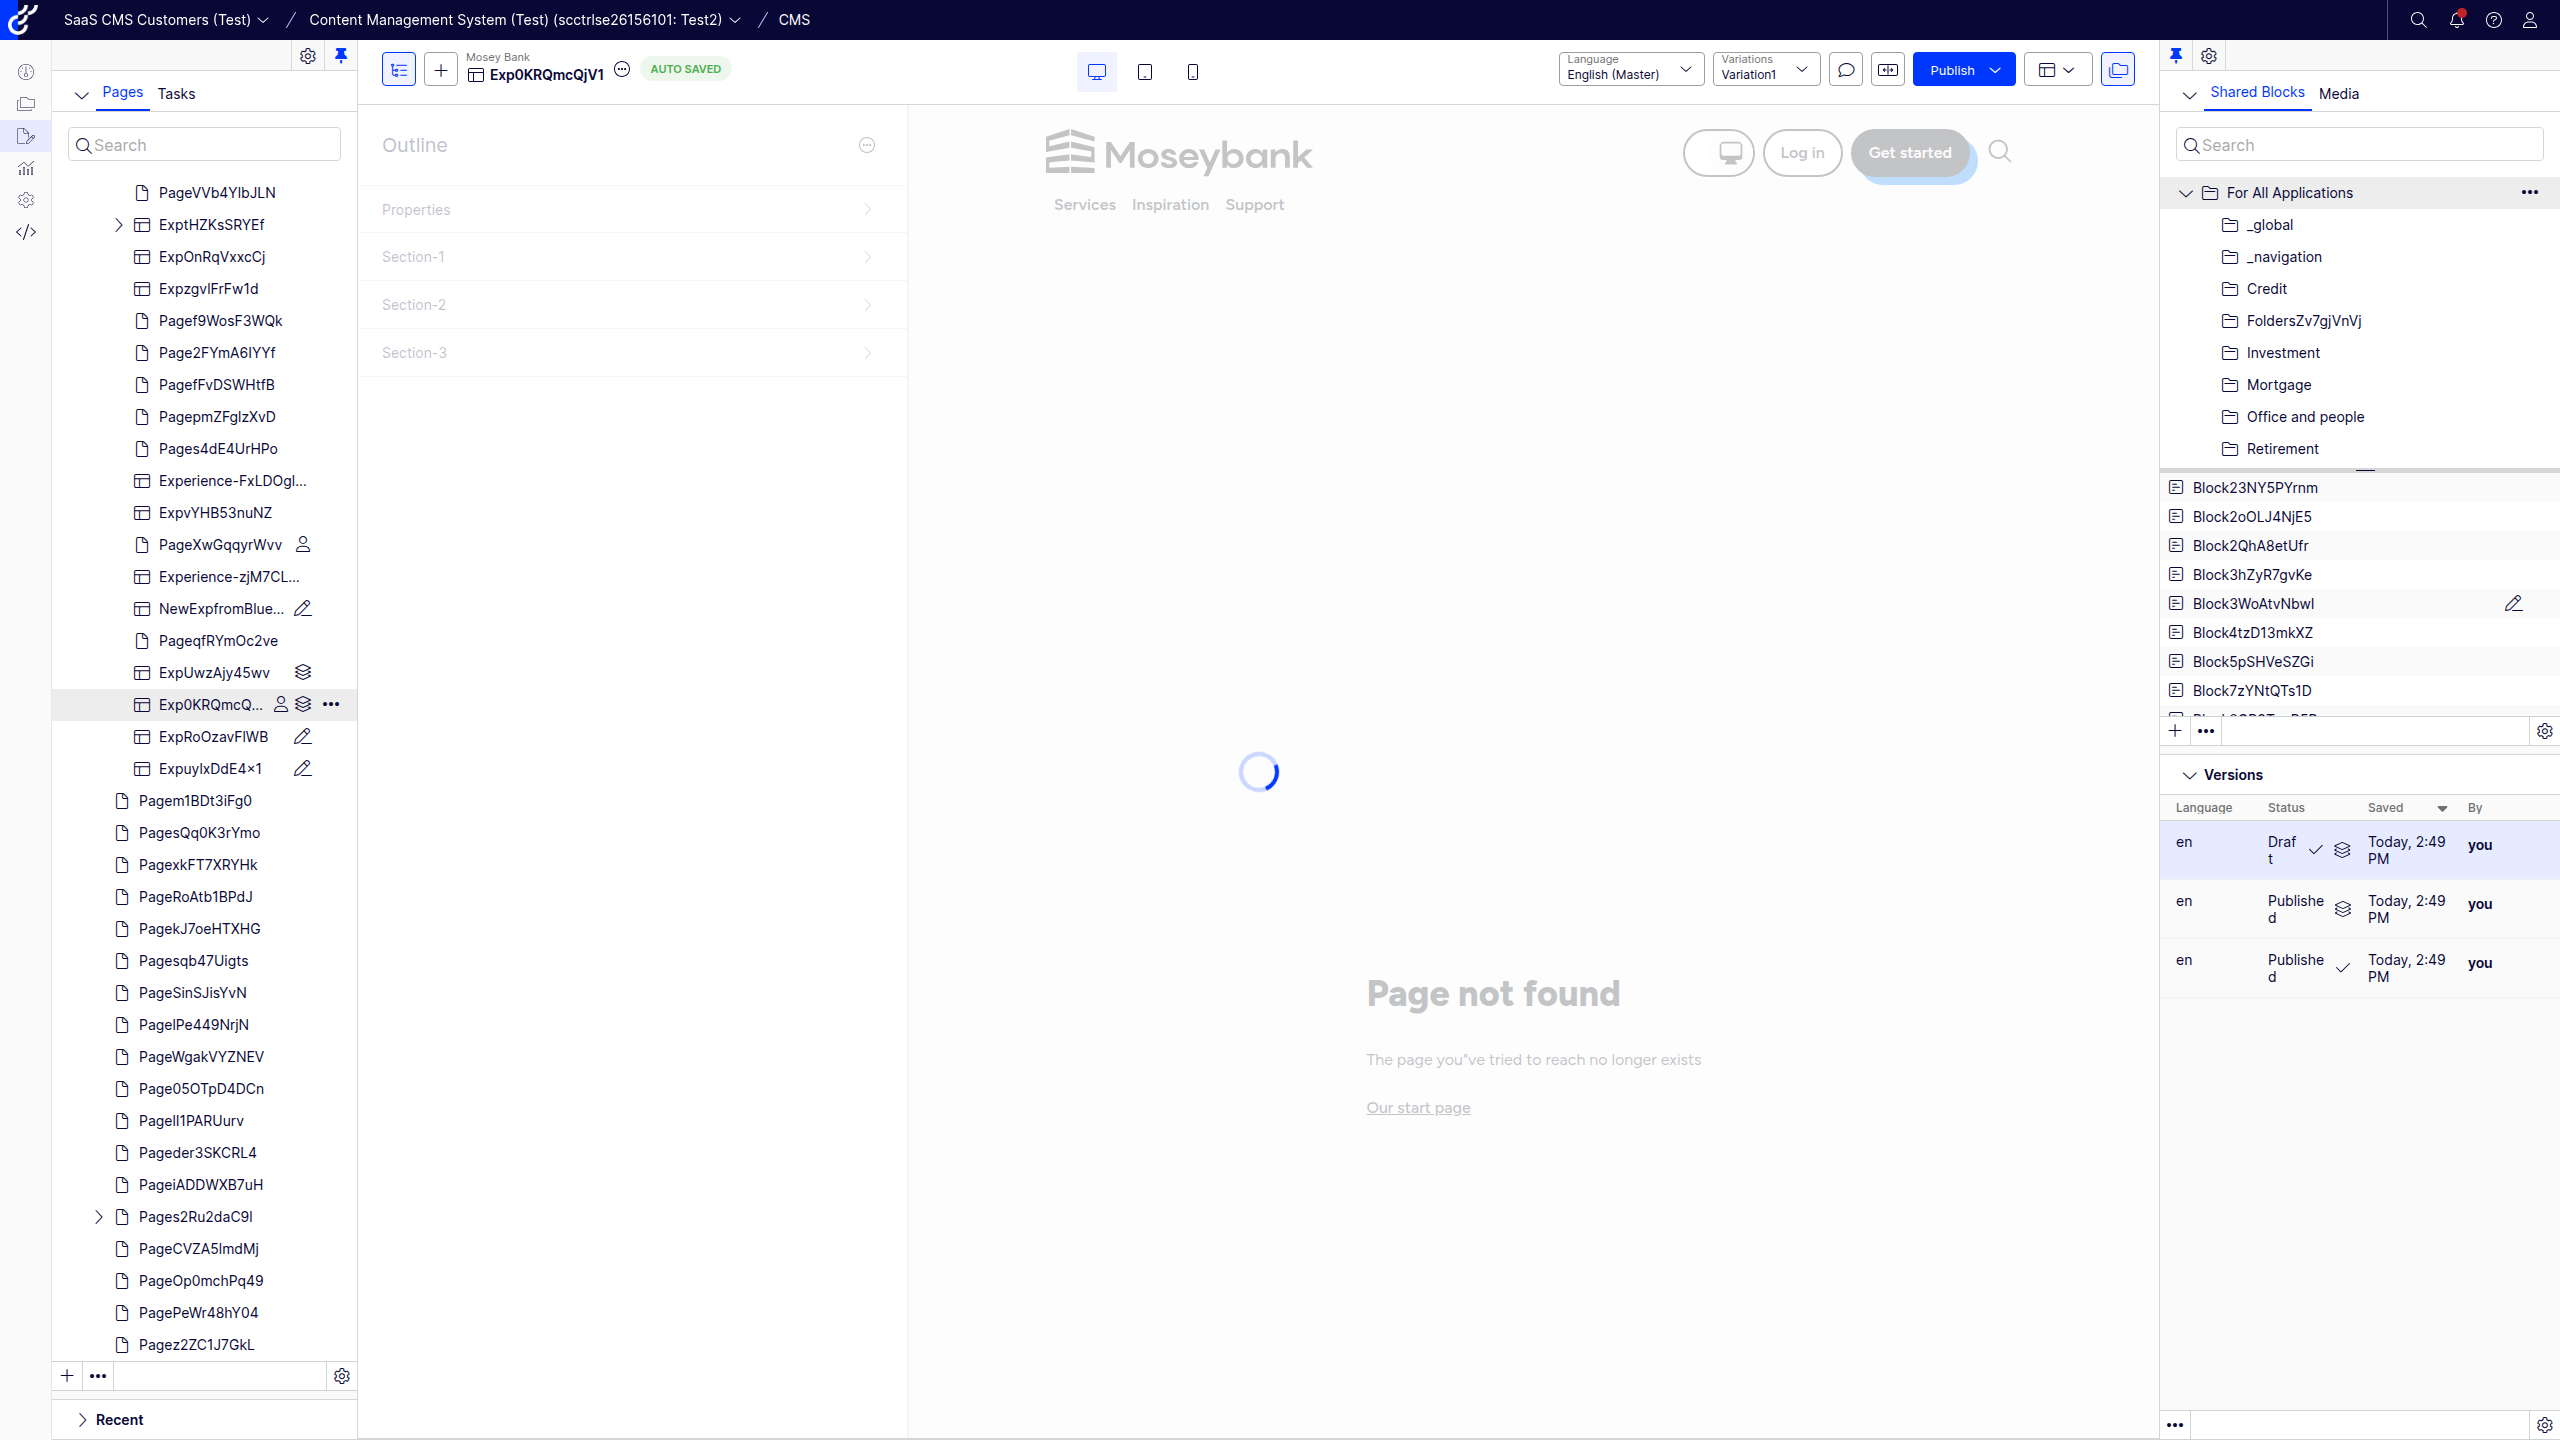 SaaS CMS Customers (Test)
Content Management System (Test) (scctrlse26156101: Test2)
CMS
Pages
Tasks
Search
PageVVb4YIbJLN
ExptHZKsSRYEf
ExpOnRqVxxcCj
ExpzgvlFrFw1d
Pagef9WosF3WQk
Page2FYmA6IYYf
PagefFvDSWHtfB
PagepmZFglzXvD
Pages4dE4UrHPo
Experience-FxLDOgl...
ExpvYHB53nuNZ
PageXwGqqyrWvv
Experience-zjM7CL...
NewExpfromBlue...
PageqfRYmOc2ve
ExpUwzAjy45wv
Exp0KRQmcQ...
ExpRoOzavFIWB
ExpuylxDdE4×1
Pagem1BDt3iFg0
PagesQq0K3rYmo
PagexkFT7XRYHk
PageRoAtb1BPdJ
PagekJ7oeHTXHG
Pagesqb47Uigts
PageSinSJisYvN
PagelPe449NrjN
PageWgakVYZNEV
Page05OTpD4DCn
PageIl1PARUurv
Pageder3SKCRL4
PageiADDWXB7uH
Pages2Ru2daC9I
PageCVZA5lmdMj
PageOp0mchPq49
PagePeWr48hY04
Pagez2ZC1J7GkL
Recent
Mosey Bank
Exp0KRQmcQjV1
AUTO SAVED
Language
English (Master)
Variations
Variation1
Publish
Outline
Properties
Section-1
Section-2
Section-3
Moseybank
Log in
Get started
Services
Inspiration
Support
Page not found
The page you"ve tried to reach no longer exists
Our start page
Shared Blocks
Media
Search
For All Applications
_global
_navigation
Credit
FoldersZv7gjVnVj
Investment
Mortgage
Office and people
Retirement
Block23NY5PYrnm
Block2oOLJ4NjE5
Block2QhA8etUfr
Block3hZyR7gvKe
Block3WoAtvNbwI
Block4tzD13mkXZ
Block5pSHVeSZGi
Block7zYNtQTs1D
Versions
Language Status Saved By
en Draf Today, 2:49 you
t PM
en Publishe Today, 2:49 you
d PM
en Publishe Today, 2:49 you
d PM